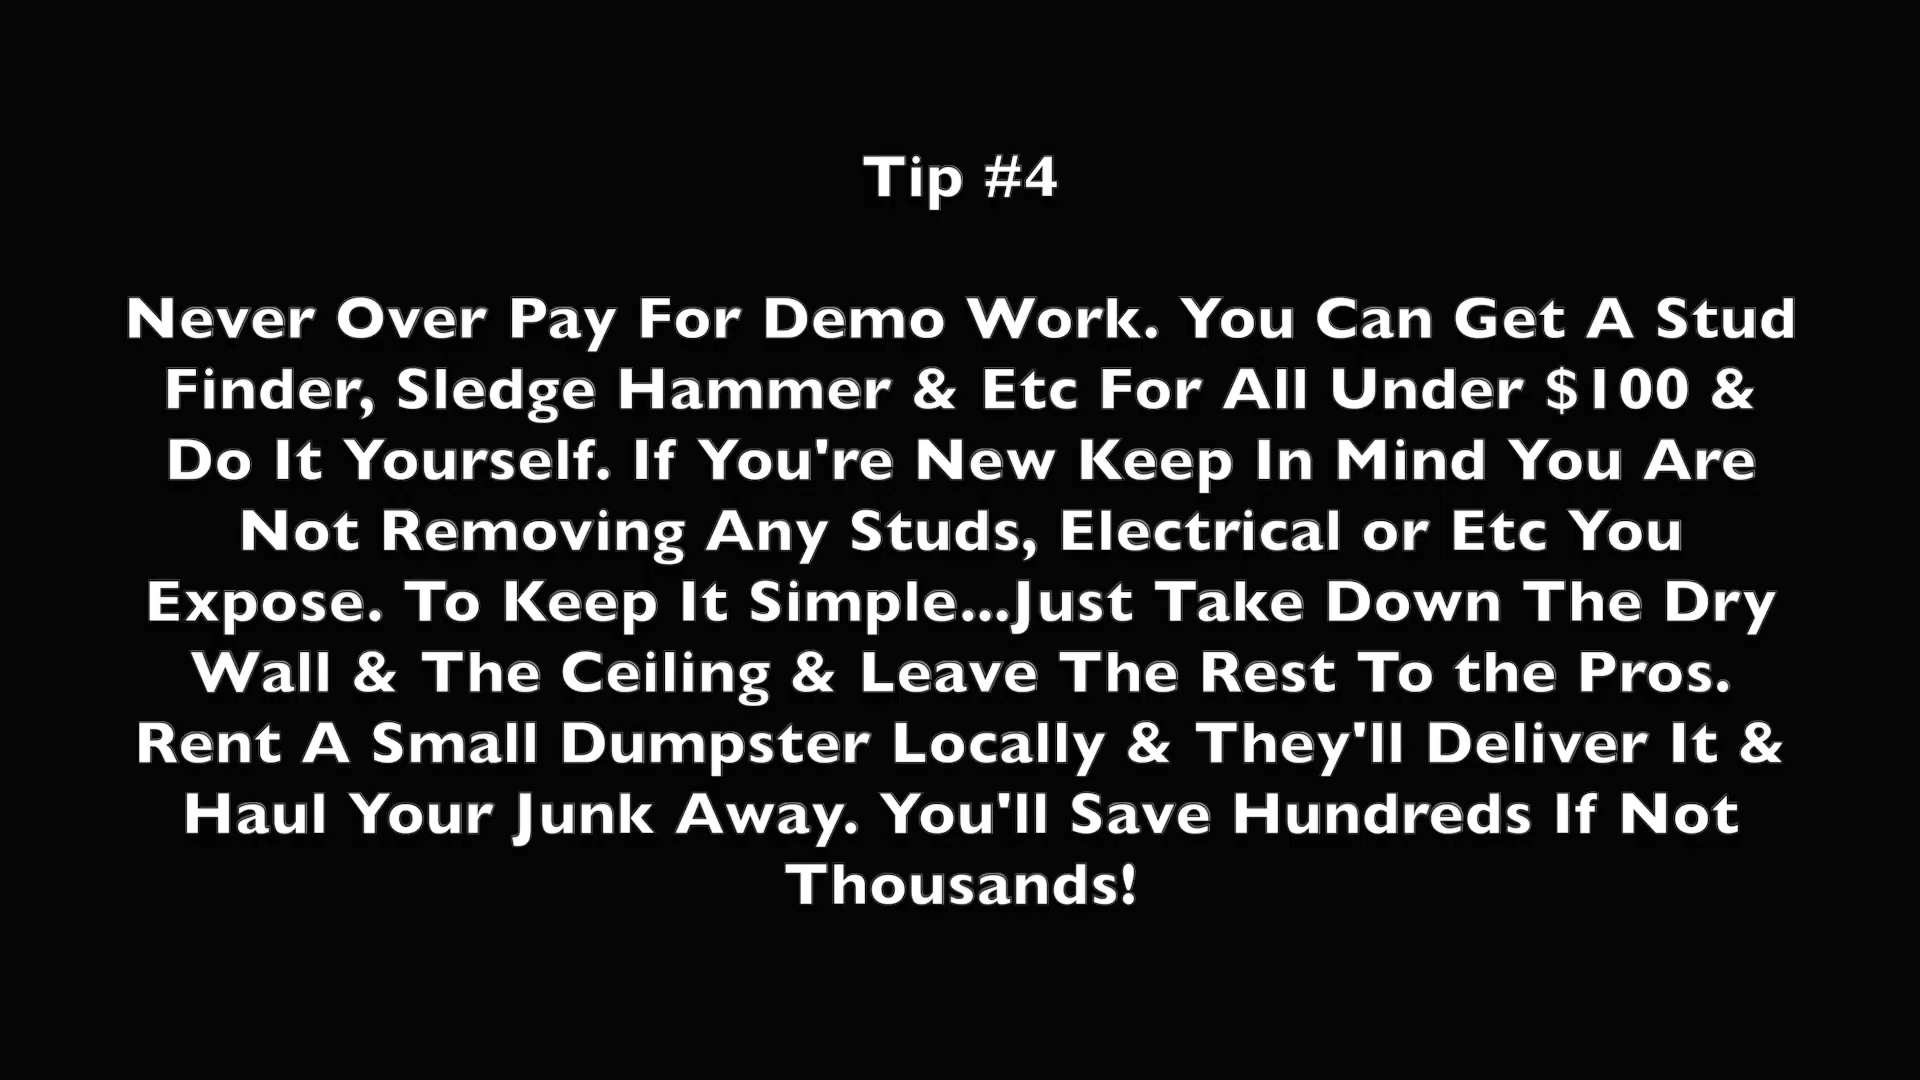 Tip #4
Never Over Pay For Demo Work. You Can Get A Stud
Finder, Sledge Hammer & Etc For All Under $100 &
Do It Yourself. If You're New Keep In Mind You Are
Not Removing Any Studs, Electrical or Etc You
Expose. To Keep It Simple...Just Take Down The Dry
Wall & The Ceiling & Leave The Rest To the Pros.
Rent A Small Dumpster Locally & They'll Deliver It &
Haul Your Junk Away. You'll Save Hundreds If Not
Thousands!